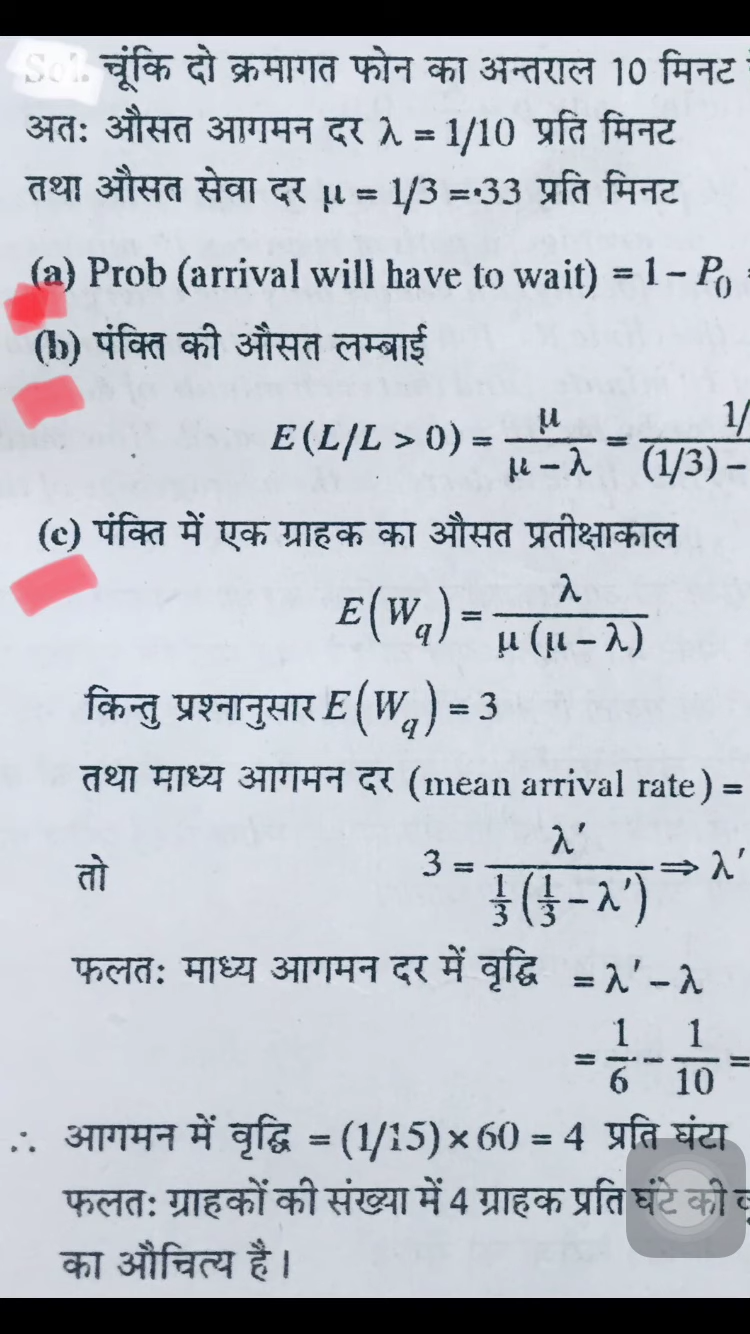 Sol. चूंकि दो क्रमागत फोन का अन्तराल 10 मिनट
अतः औसत आगमन दर λ = 1/10 प्रति मिनट
तथा औसत सेवा दर μ = 1/3 = ·33 प्रति मिनट
(a) Prob (arrival will have to wait) = 1 – P₀
(b) पंक्ति की औसत लम्बाई
E(L/L > 0) = μ/(μ – λ) = 1/ / (1/3) –
(c) पंक्ति में एक ग्राहक का औसत प्रतीक्षाकाल
E(W_q) = λ/(μ(μ – λ))
किन्तु प्रश्नानुसार E(W_q) = 3
तथा माध्य आगमन दर (mean arrival rate) =
तो 3 = λ′/(1/3(1/3 – λ′)) ⇒ λ′
फलतः माध्य आगमन दर में वृद्धि = λ′ – λ
= 1/6 – 1/10 =
∴ आगमन में वृद्धि = (1/15) × 60 = 4 प्रति घंटा
फलतः ग्राहकों की संख्या में 4 ग्राहक प्रति घंटे की
का औचित्य है।